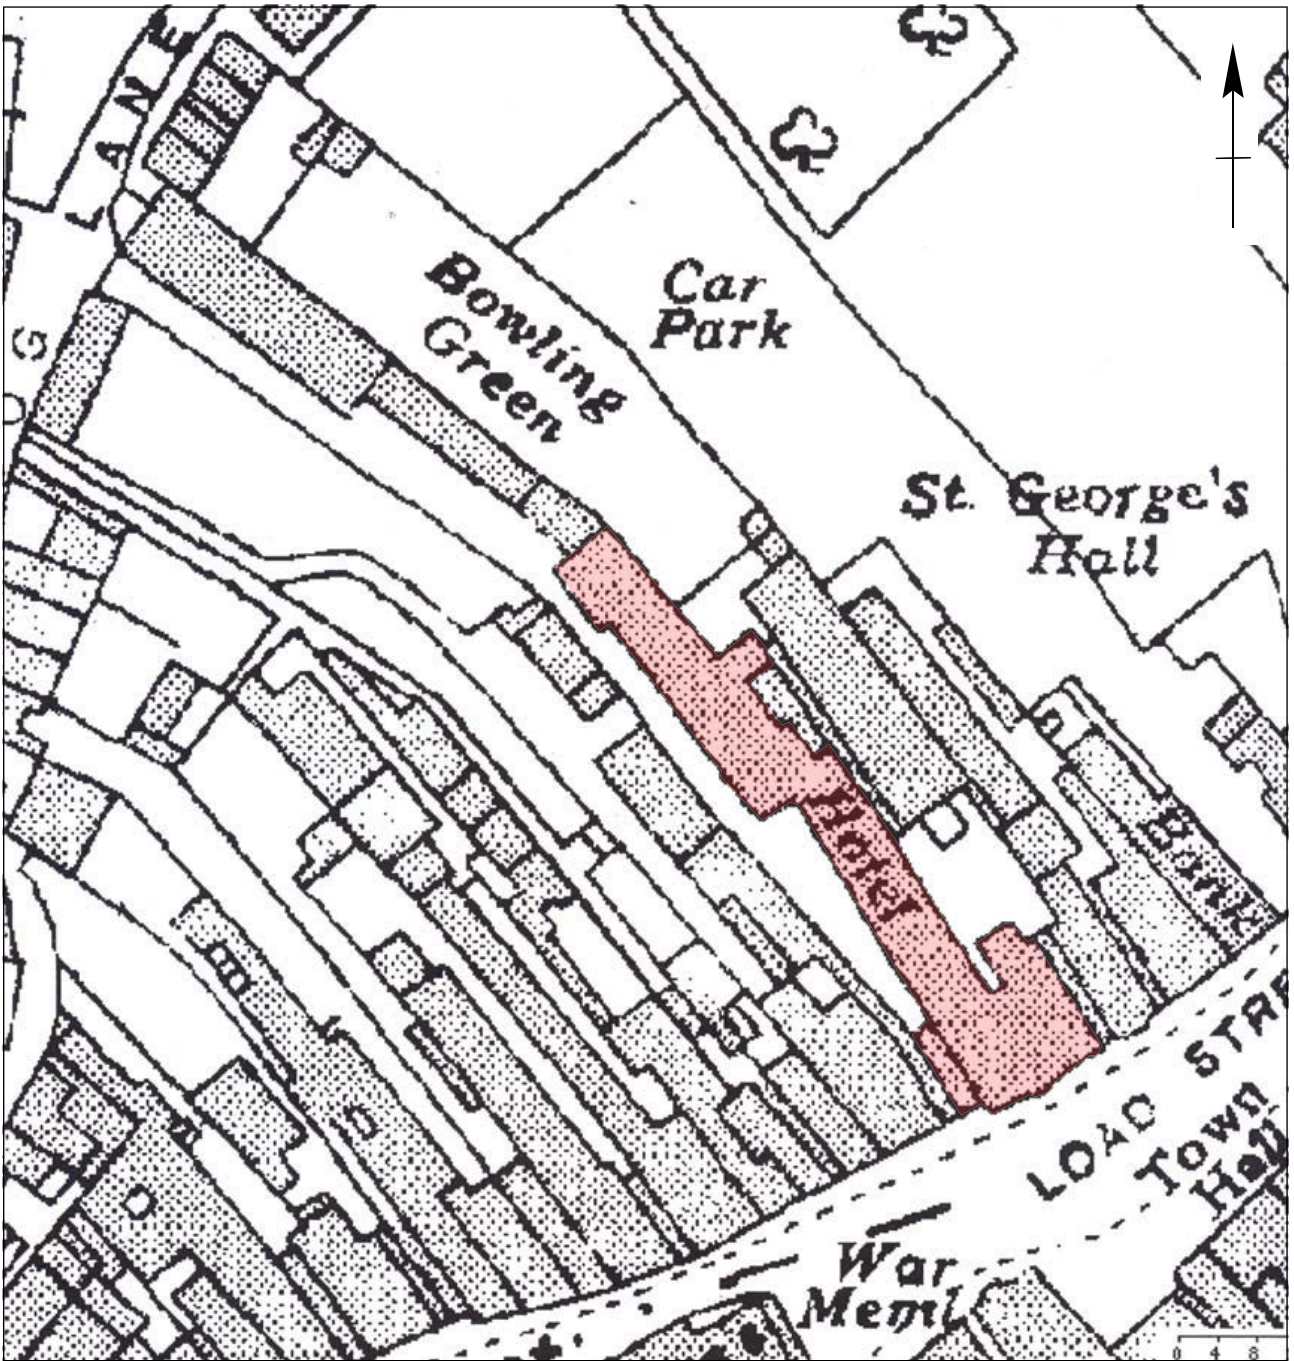 LANE
Bowling
Green
Car
Park
St. George's
Hall
Hotel
Bank
LOAD STRE
Town
Hall
War
Meml.
0 4 8